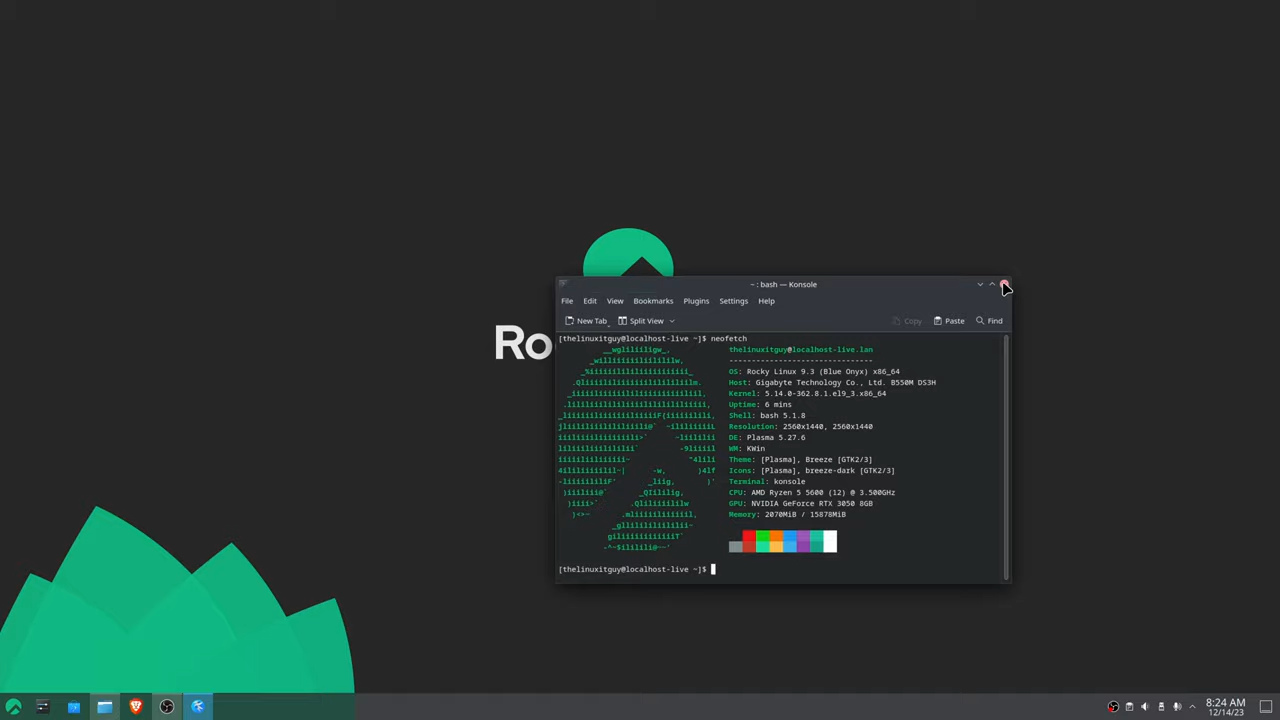 Ro
~ : bash — Konsole
File Edit View Bookmarks Plugins Settings Help
New Tab Split View Copy Paste Find
[thelinuxitguy@localhost-live ~]$ neofetch
thelinuxitguy@localhost-live.lan
--------------------------------
OS: Rocky Linux 9.3 (Blue Onyx) x86_64
Host: Gigabyte Technology Co., Ltd. B550M DS3H
Kernel: 5.14.0-362.8.1.el9_3.x86_64
Uptime: 6 mins
Shell: bash 5.1.8
Resolution: 2560x1440, 2560x1440
DE: Plasma 5.27.6
WM: KWin
Theme: [Plasma], Breeze [GTK2/3]
Icons: [Plasma], breeze-dark [GTK2/3]
Terminal: konsole
CPU: AMD Ryzen 5 5600 (12) @ 3.500GHz
GPU: NVIDIA GeForce RTX 3050 8GB
Memory: 2070MiB / 15878MiB
[thelinuxitguy@localhost-live ~]$
8:24 AM
12/14/23